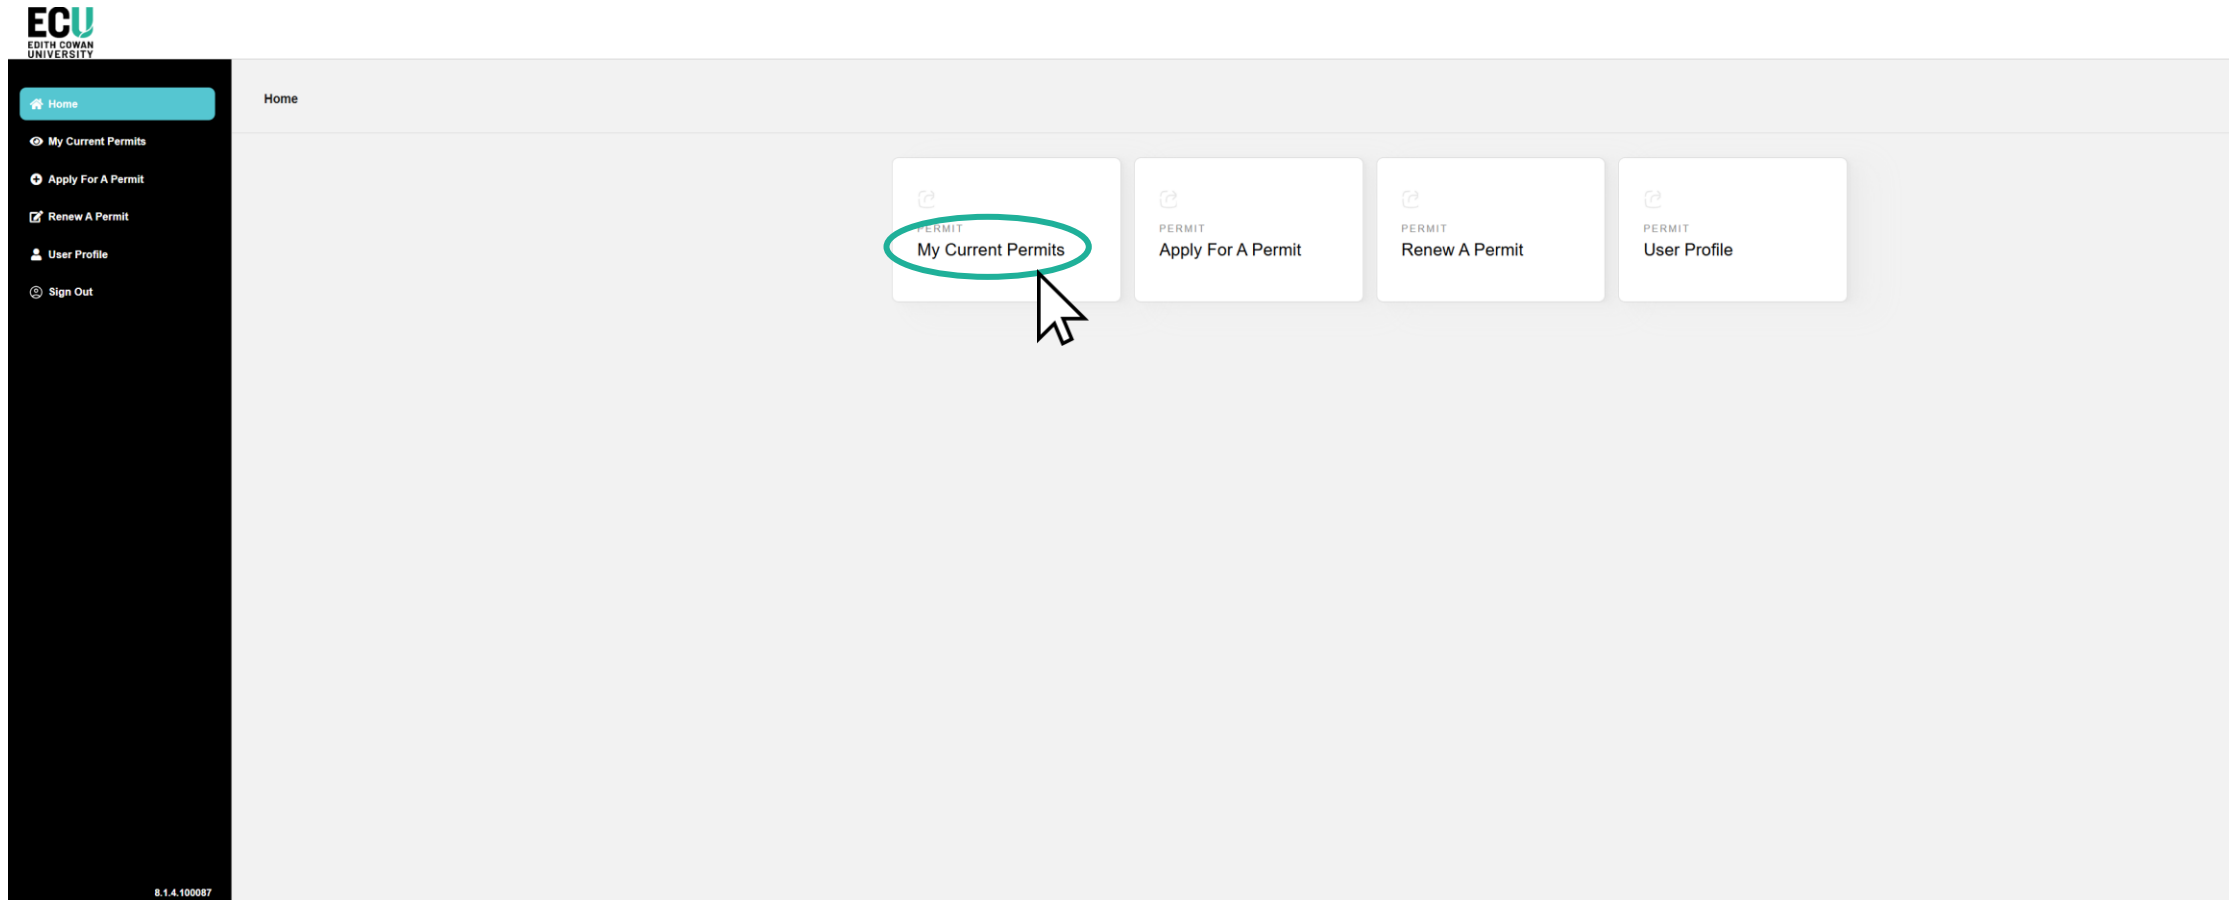 ECU
EDITH COWAN
UNIVERSITY
Home
My Current Permits
Apply For A Permit
Renew A Permit
User Profile
Sign Out
8.1.4.100087
Home
PERMIT
My Current Permits
PERMIT
Apply For A Permit
PERMIT
Renew A Permit
PERMIT
User Profile